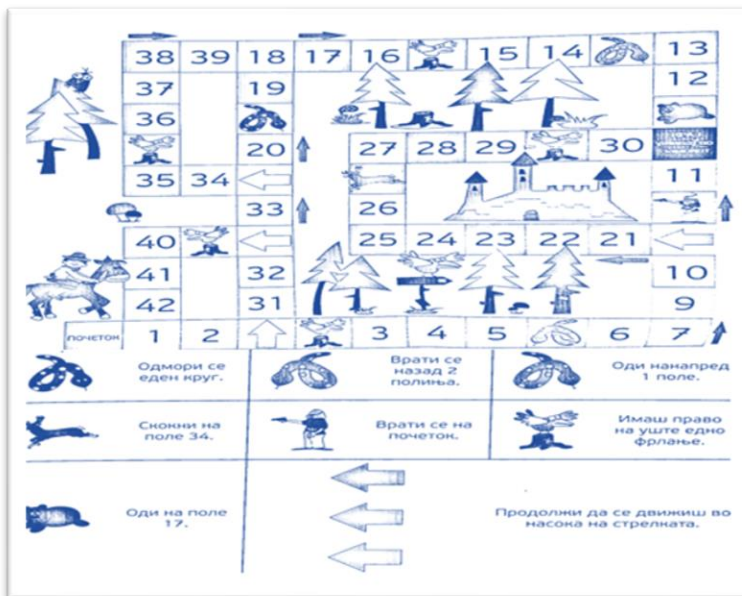 38 39 18 17 16 15 14 13
37 19 12
36
20 27 28 29 30
35 34 11
33 26
40 25 24 23 22 21
41 32 10
42 31 9
ПОЧЕТОК 1 2 3 4 5 6 7
Одмори се
еден круг.
Врати се
назад 2
полиња.
Оди нанапред
1 поле.
Скокни на
поле 34.
Врати се на
почеток.
Имаш право
на уште едно
фрлање.
Оди на поле
17.
Продолжи да се движиш во
насока на стрелката.